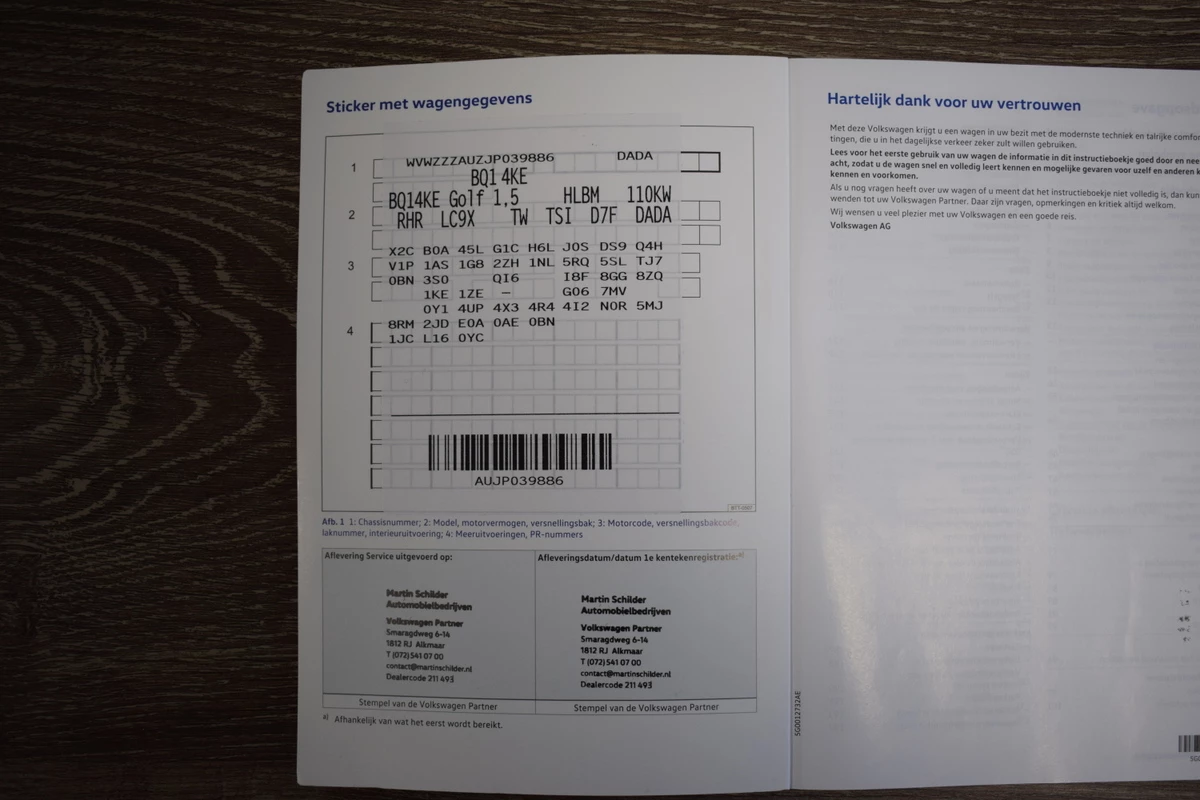 Sticker met wagengegevens
1
WVWZZZAUZJP039886 DADA
BQ14KE
BQ14KE Golf 1,5 HLBM 110KW
2
RHR LC9X TW TSI D7F DADA
X2C B0A 45L G1C H6L J0S DS9 Q4H
3
V1P 1AS 1G8 2ZH 1NL 5RQ 5SL TJ7
0BN 3S0 QI6 I8F 8GG 8ZQ
1KE 1ZE – G06 7MV
0Y1 4UP 4X3 4R4 4I2 N0R 5MJ
4
8RM 2JD E0A 0AE 0BN
1JC L16 0YC
AUJP039886
Afb. 1 1: Chassisnummer; 2: Model, motorvermogen, versnellingsbak; 3: Motorcode, versnellingsbakcode,
laknummer, interieuruitvoering; 4: Meeruitvoeringen, PR-nummers
Aflevering Service uitgevoerd op:
Martin Schilder
Automobielbedrijven
Volkswagen Partner
Smaragdweg 6-14
1812 RJ Alkmaar
T (072) 541 07 00
contact@martinschilder.nl
Dealercode 211 493
Stempel van de Volkswagen Partner
Afleveringsdatum/datum 1e kentekenregistratie:a)
Martin Schilder
Automobielbedrijven
Volkswagen Partner
Smaragdweg 6-14
1812 RJ Alkmaar
T (072) 541 07 00
contact@martinschilder.nl
Dealercode 211 493
Stempel van de Volkswagen Partner
a) Afhankelijk van wat het eerst wordt bereikt.
Hartelijk dank voor uw vertrouwen
Met deze Volkswagen krijgt u een wagen in uw bezit met de modernste techniek en talrijke comfor
tingen, die u in het dagelijkse verkeer zeker zult willen gebruiken.
Lees voor het eerste gebruik van uw wagen de informatie in dit instructieboekje goed door en nee
acht, zodat u de wagen snel en volledig leert kennen en mogelijke gevaren voor uzelf en anderen k
kennen en voorkomen.
Als u nog vragen heeft over uw wagen of u meent dat het instructieboekje niet volledig is, dan kun
wenden tot uw Volkswagen Partner. Daar zijn vragen, opmerkingen en kritiek altijd welkom.
Wij wensen u veel plezier met uw Volkswagen en een goede reis.
Volkswagen AG
5G0012732AE